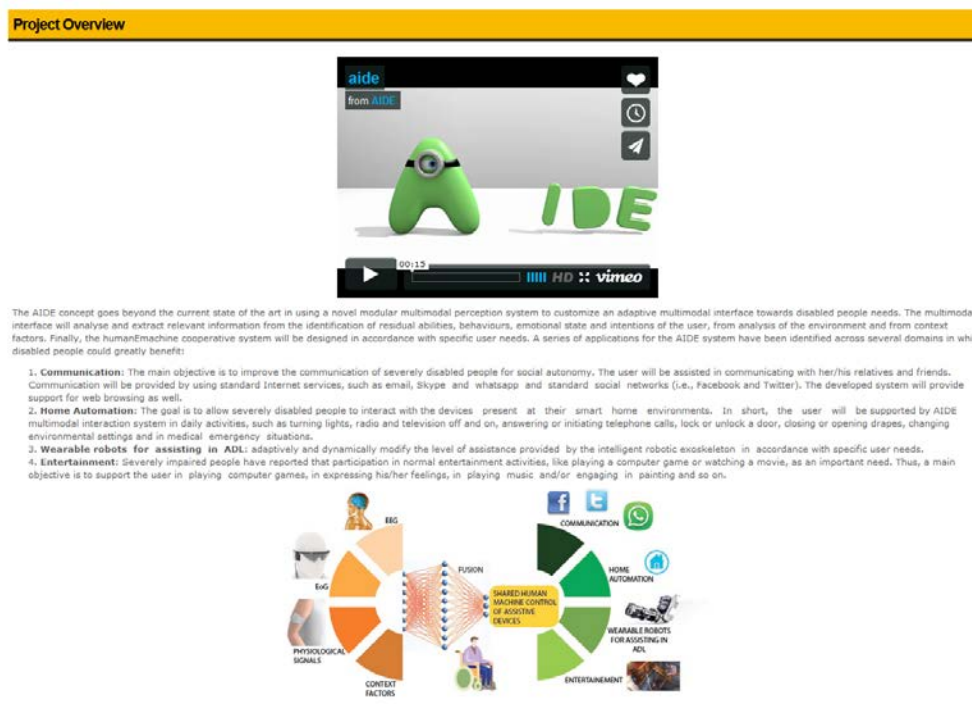 Project Overview
aide
from AIDE
A IDE
00:15
HD vimeo
The AIDE concept goes beyond the current state of the art in using a novel modular multimodal perception system to customize an adaptive multimodal interface towards disabled people needs. The multimoda
interface will analyse and extract relevant information from the identification of residual abilities, behaviours, emotional state and intentions of the user, from analysis of the environment and from context
factors. Finally, the humanEmachine cooperative system will be designed in accordance with specific user needs. A series of applications for the AIDE system have been identified across several domains in whi
disabled people could greatly benefit:
1. Communication: The main objective is to improve the communication of severely disabled people for social autonomy. The user will be assisted in communicating with her/his relatives and friends.
Communication will be provided by using standard Internet services, such as email, Skype and whatsapp and standard social networks (i.e., Facebook and Twitter). The developed system will provide
support for web browsing as well.
2. Home Automation: The goal is to allow severely disabled people to interact with the devices present at their smart home environments. In short, the user will be supported by AIDE
multimodal interaction system in daily activities, such as turning lights, radio and television off and on, answering or initiating telephone calls, lock or unlock a door, closing or opening drapes, changing
environmental settings and in medical emergency situations.
3. Wearable robots for assisting in ADL: adaptively and dynamically modify the level of assistance provided by the intelligent robotic exoskeleton in accordance with specific user needs.
4. Entertainment: Sieverely impaired people have reported that participation in normal entertainment activities, like playing a computer game or watching a movie, as an important need. Thus, a main
objective is to support the user in playing computer games, in expressing his/her feelings, in playing music and/or engaging in painting and so on.
EEG
EoG
PHYSIOLOGICAL
SIGNALS
CONTEXT
FACTORS
FUSION
SHARED HUMAN
MACHINE CONTROL
OF ASSISTIVE
DEVICES
COMMUNICATION
HOME
AUTOMATION
WEARABLE ROBOTS
FOR ASSISTING IN
ADL
ENTERTAINEMENT